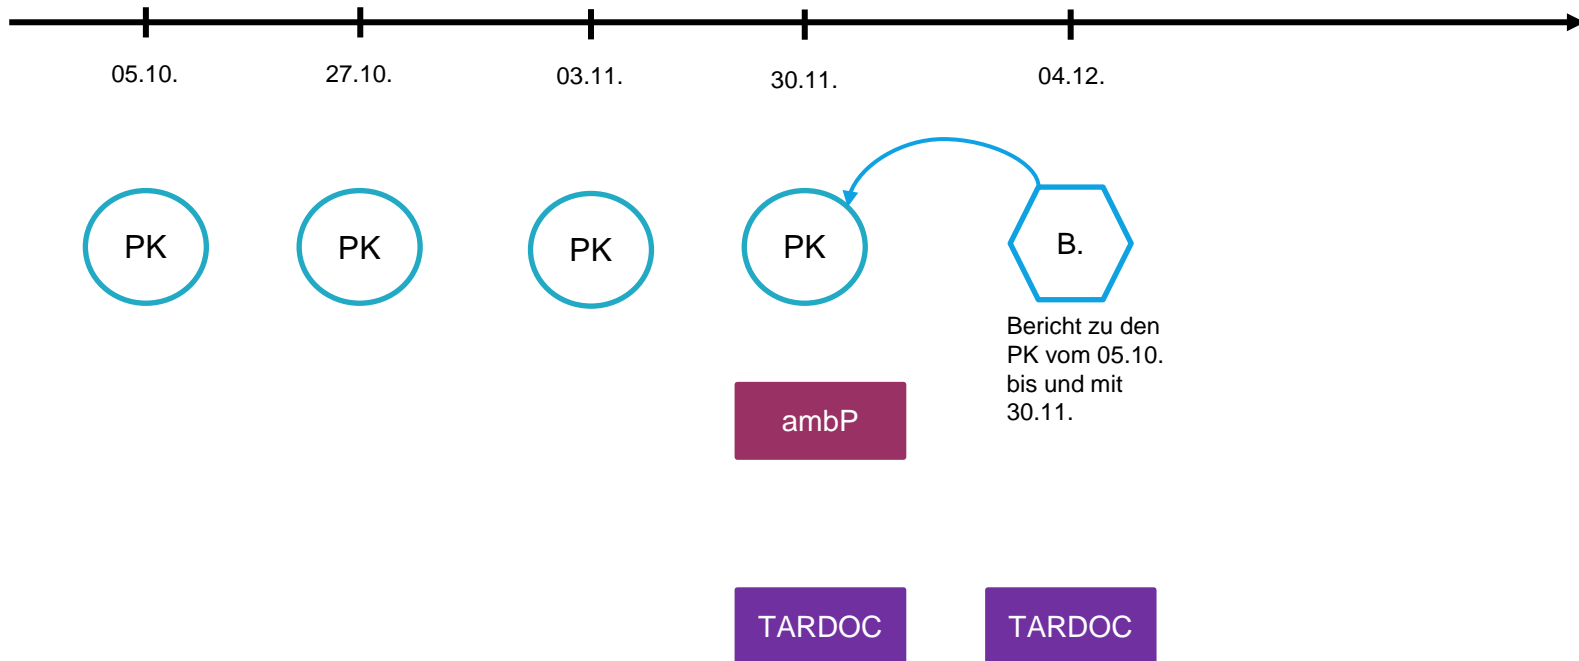 05.10.
27.10.
03.11.
30.11.
04.12.
PK
PK
PK
PK
B.
Bericht zu den
PK vom 05.10.
bis und mit
30.11.
ambP
TARDOC
TARDOC